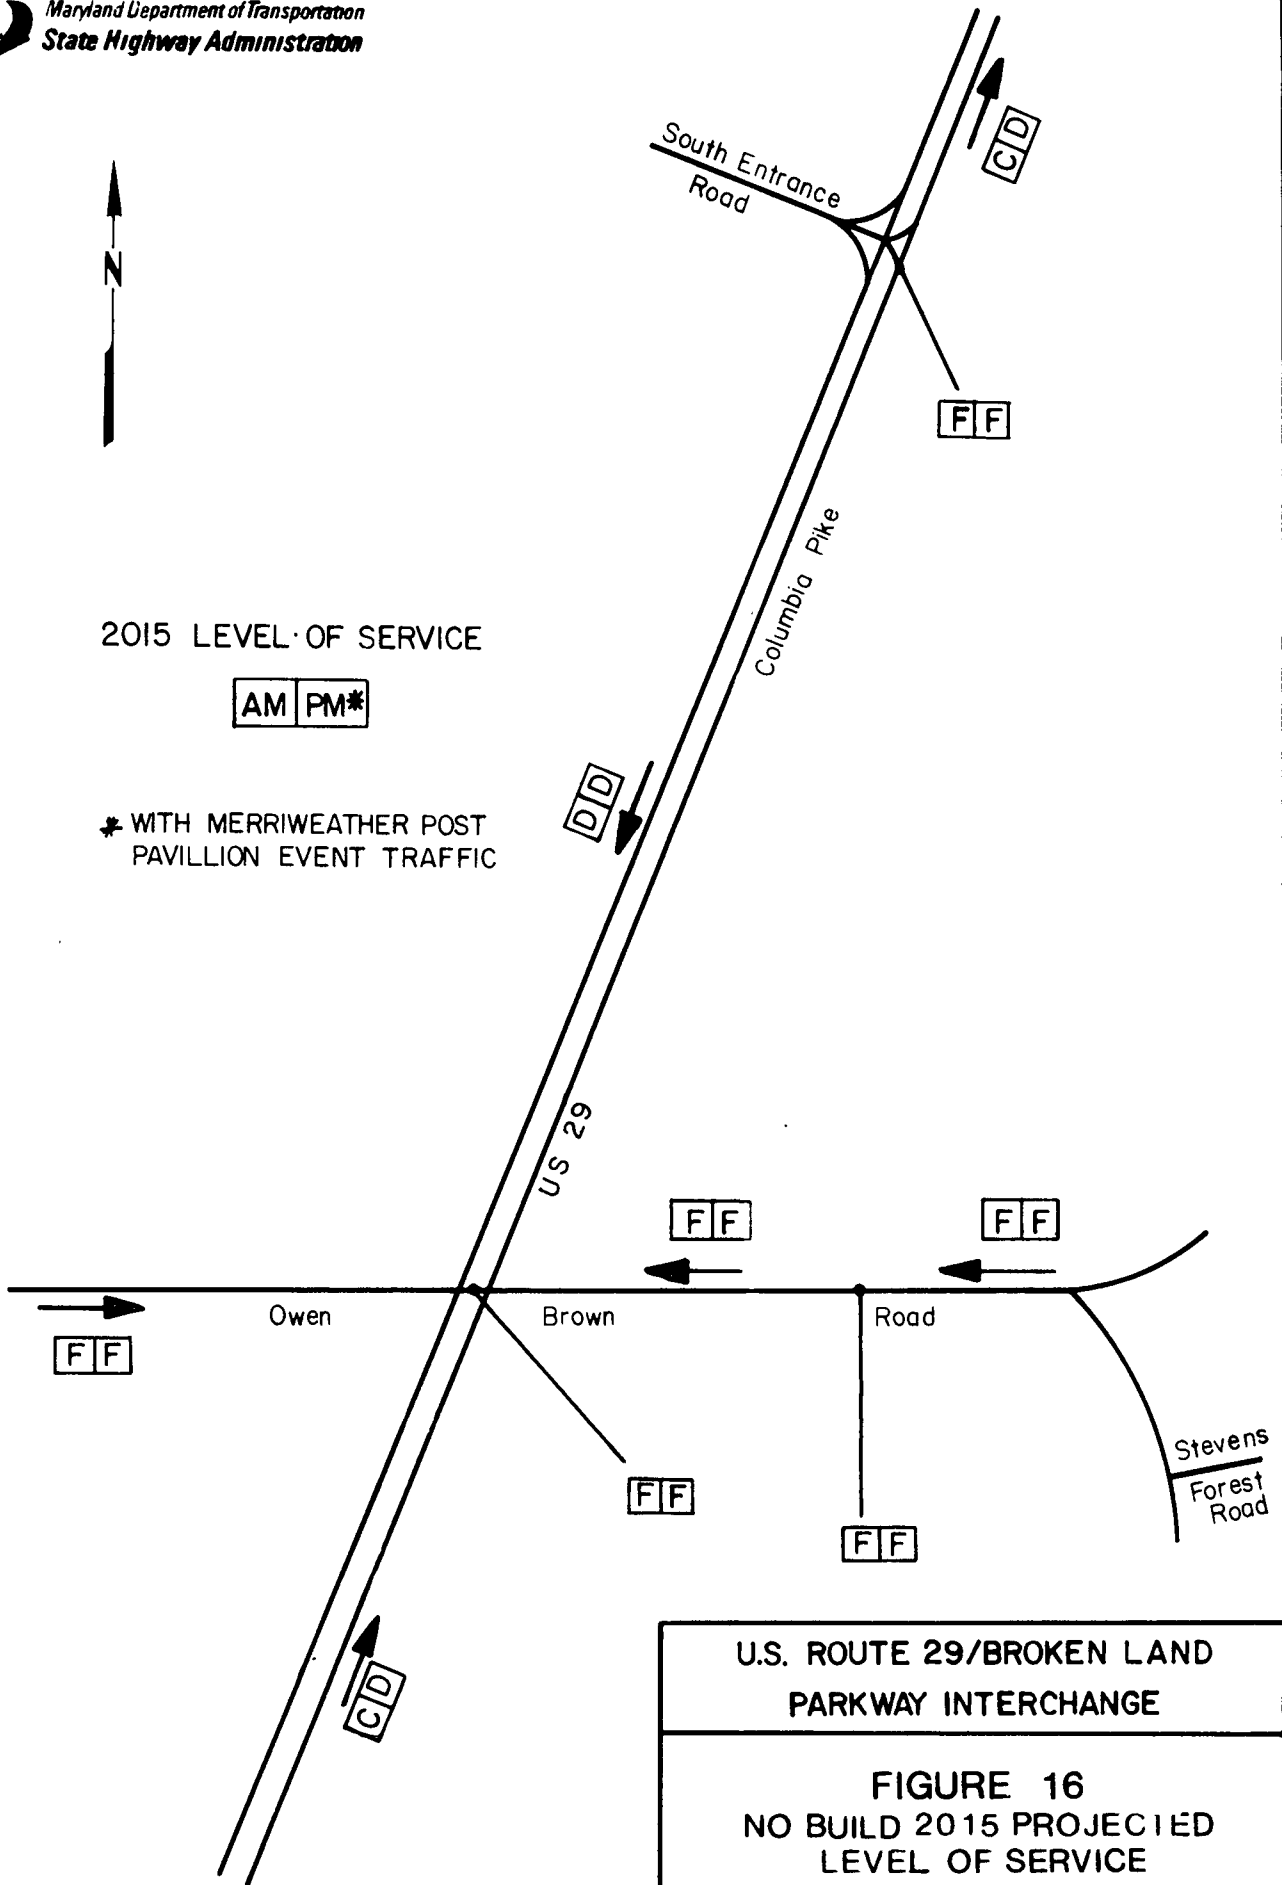 Maryland Department of Transportation
State Highway Administration
C D
South Entrance
Road
N
F F
Columbia Pike
2015 LEVEL OF SERVICE
AM PM*
D D
* WITH MERRIWEATHER POST
PAVILLION EVENT TRAFFIC
US 29
F F
F F
Owen Brown Road
F F
Stevens
Forest
Road
F F
F F
C D
U.S. ROUTE 29/BROKEN LAND
PARKWAY INTERCHANGE
FIGURE 16
NO BUILD 2015 PROJECTED
LEVEL OF SERVICE